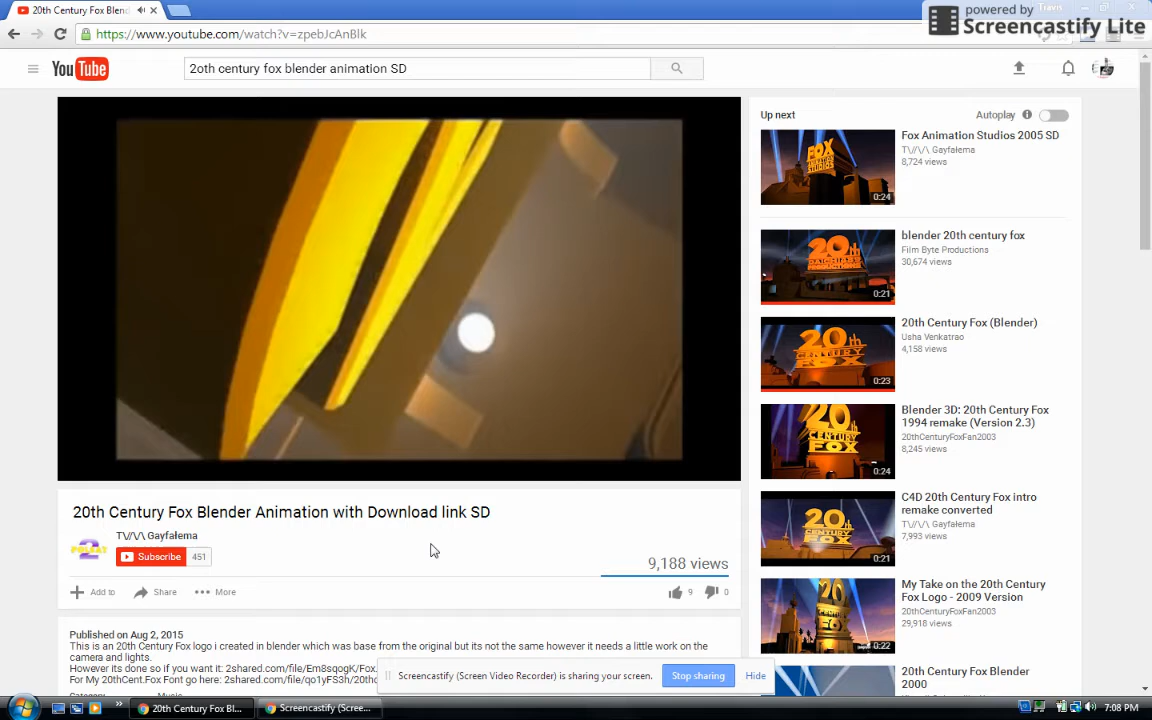 20th Century Fox Blend
Travis
powered by
Screencastify Lite
https://www.youtube.com/watch?v=zpebJcAnBlk
YouTube
2oth century fox blender animation SD
Up next
Autoplay
Fox Animation Studios 2005 SD
T\//\/\ Gayfałema
8,724 views
0:24
blender 20th century fox
Film Byte Productions
30,674 views
0:21
20th Century Fox (Blender)
Usha Venkatrao
4,158 views
0:23
Blender 3D: 20th Century Fox
1994 remake (Version 2.3)
20thCenturyFoxFan2003
8,245 views
0:24
C4D 20th Century Fox intro
remake converted
T\//\/\ Gayfałema
7,993 views
0:21
My Take on the 20th Century
Fox Logo - 2009 Version
20thCenturyFoxFan2003
29,918 views
0:22
20th Century Fox Blender
2000
20th Century Fox Blender Animation with Download link SD
T\//\/\ Gayfałema
Subscribe 451
9,188 views
Add to Share More
9 0
Published on Aug 2, 2015
This is an 20th Century Fox logo i created in blender which was base from the original but its not the same however it needs a little work on the
camera and lights.
However its done so if you want it: 2shared.com/file/Em8sqogK/Fox
For My 20thCent.Fox Font go here: 2shared.com/file/qo1yFS3h/20tho
Category Music
Screencastify (Screen Video Recorder) is sharing your screen.
Stop sharing
Hide
20th Century Fox Bl...
Screencastify (Scree...
7:08 PM